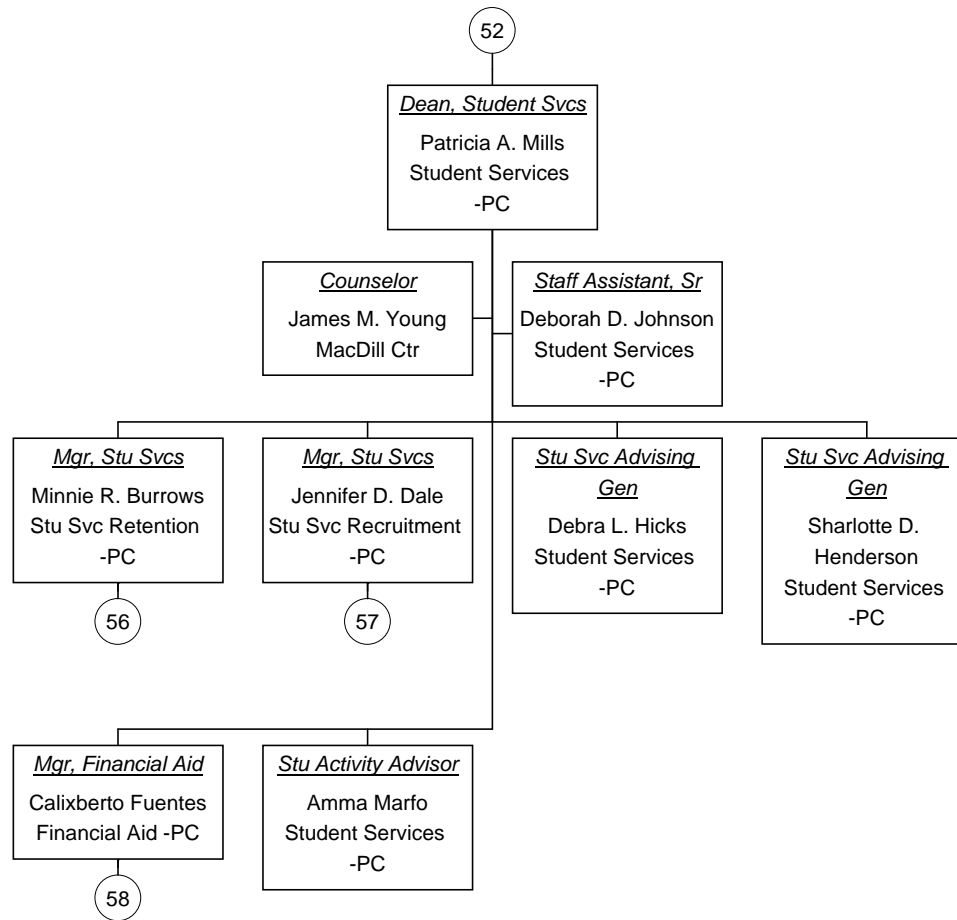 52
Dean, Student Svcs
Patricia A. Mills
Student Services
-PC
Counselor
James M. Young
MacDill Ctr
Staff Assistant, Sr
Deborah D. Johnson
Student Services
-PC
Mgr, Stu Svcs
Minnie R. Burrows
Stu Svc Retention
-PC
56
Mgr, Stu Svcs
Jennifer D. Dale
Stu Svc Recruitment
-PC
57
Stu Svc Advising
Gen
Debra L. Hicks
Student Services
-PC
Stu Svc Advising
Gen
Sharlotte D.
Henderson
Student Services
-PC
Mgr, Financial Aid
Calixberto Fuentes
Financial Aid -PC
58
Stu Activity Advisor
Amma Marfo
Student Services
-PC